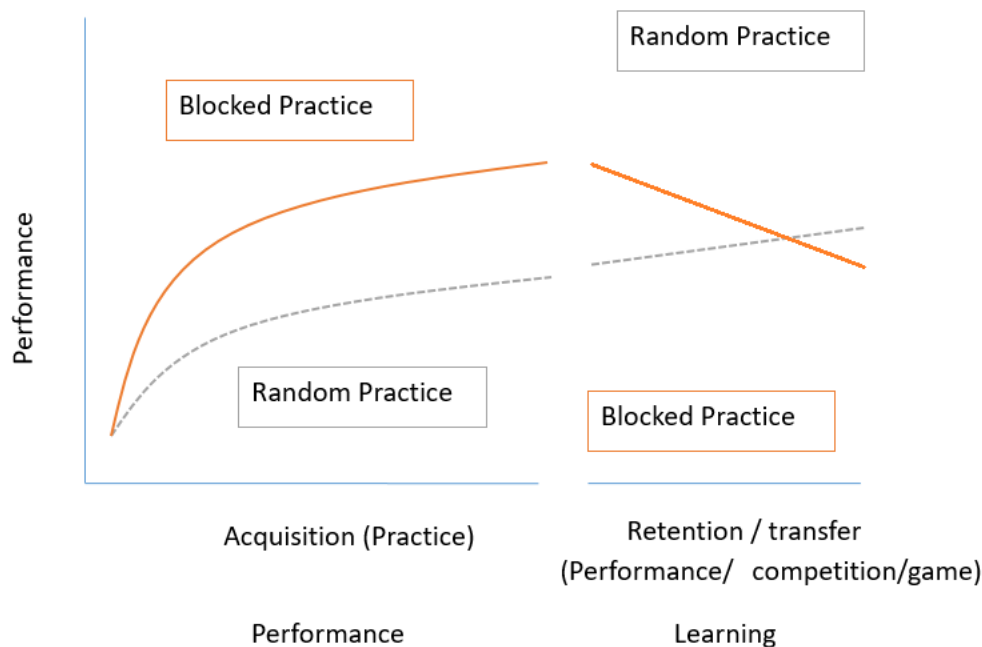 Random Practice
Blocked Practice
Performance
Random Practice
Blocked Practice
Acquisition (Practice)
Retention / transfer
(Performance/ competition/game)
Performance
Learning